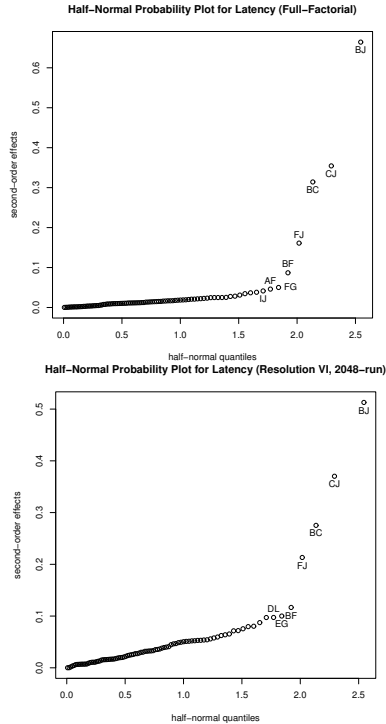 Half−Normal Probability Plot for Latency (Full−Factorial)
second−order effects
0.0 0.1 0.2 0.3 0.4 0.5 0.6
BJ
CJ
BC
FJ
BF
AF
FG
IJ
0.0 0.5 1.0 1.5 2.0 2.5
half−normal quantiles
Half−Normal Probability Plot for Latency (Resolution VI, 2048−run)
second−order effects
0.0 0.1 0.2 0.3 0.4 0.5
BJ
CJ
BC
FJ
DL
BF
EG
0.0 0.5 1.0 1.5 2.0 2.5
half−normal quantiles